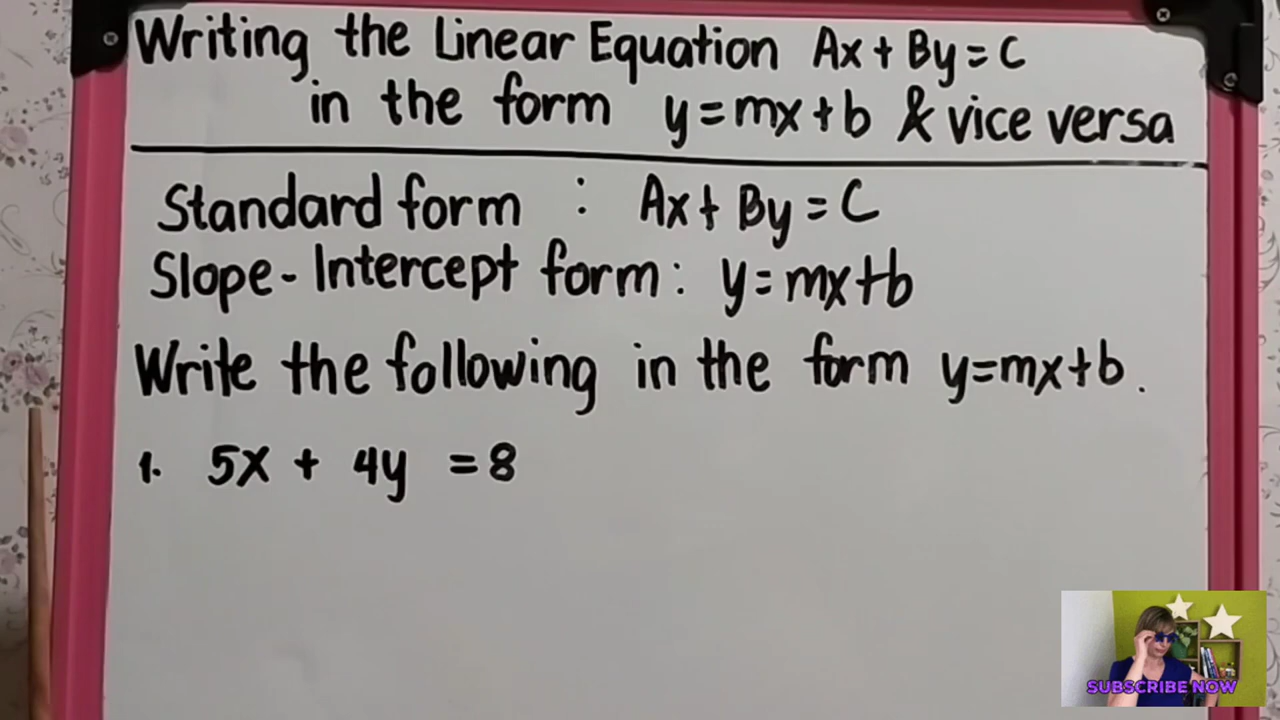 Writing the Linear Equation Ax + By = C
in the form y = mx + b & vice versa
Standard form : Ax + By = C
Slope - Intercept form : y = mx + b
Write the following in the form y = mx + b .
1. 5x + 4y = 8
SUBSCRIBE NOW